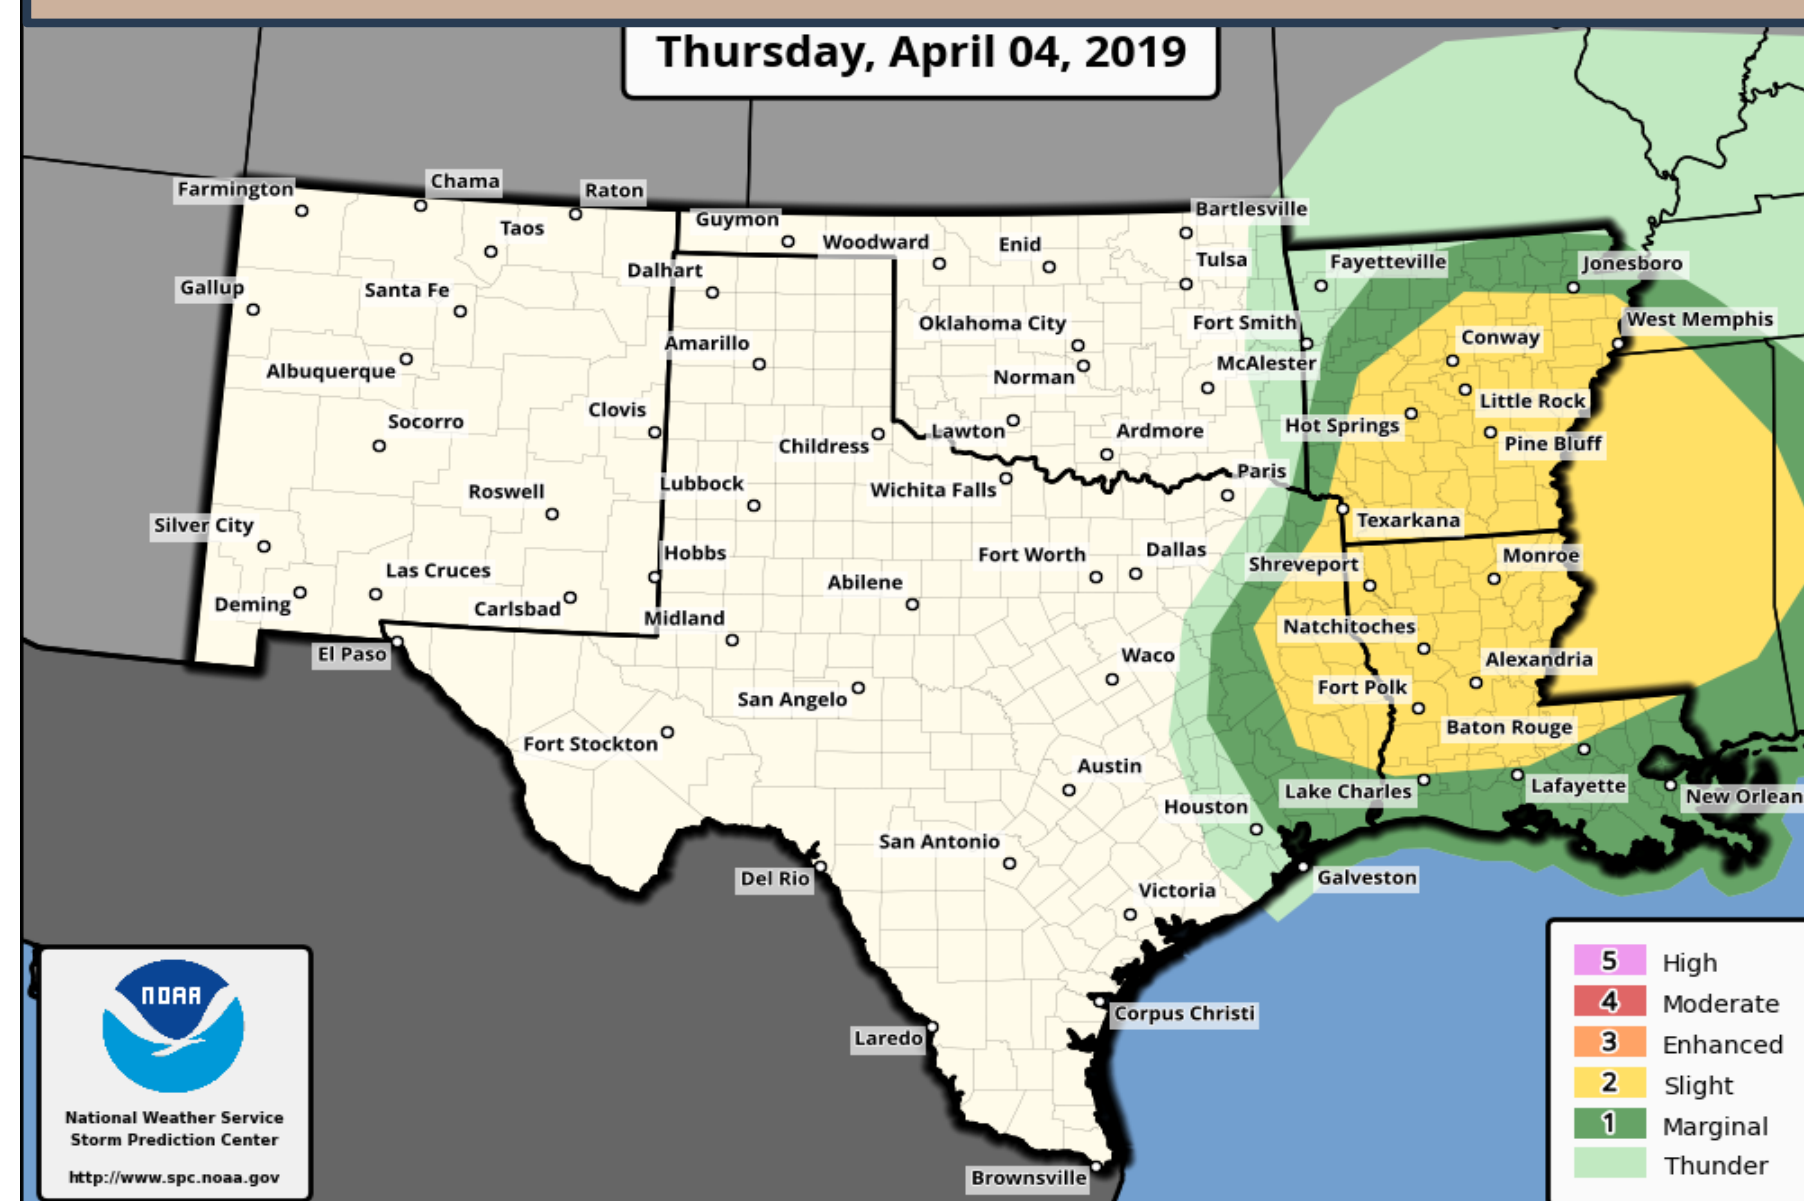 Thursday, April 04, 2019
Farmington
Chama
Raton
Taos
Guymon
Woodward
Enid
Bartlesville
Tulsa
Fayetteville
Jonesboro
Gallup
Santa Fe
Dalhart
Oklahoma City
Fort Smith
West Memphis
Albuquerque
Amarillo
Norman
McAlester
Conway
Socorro
Clovis
Childress
Lawton
Ardmore
Hot Springs
Little Rock
Pine Bluff
Roswell
Lubbock
Wichita Falls
Paris
Silver City
Texarkana
Hobbs
Fort Worth
Dallas
Shreveport
Monroe
Deming
Las Cruces
Carlsbad
Abilene
Midland
Natchitoches
El Paso
Waco
Alexandria
San Angelo
Fort Polk
Fort Stockton
Baton Rouge
Austin
Houston
Lake Charles
Lafayette
New Orlean
San Antonio
Del Rio
Victoria
Galveston
Corpus Christi
Laredo
Brownsville
NOAA
National Weather Service
Storm Prediction Center
http://www.spc.noaa.gov
5 High
4 Moderate
3 Enhanced
2 Slight
1 Marginal
Thunder